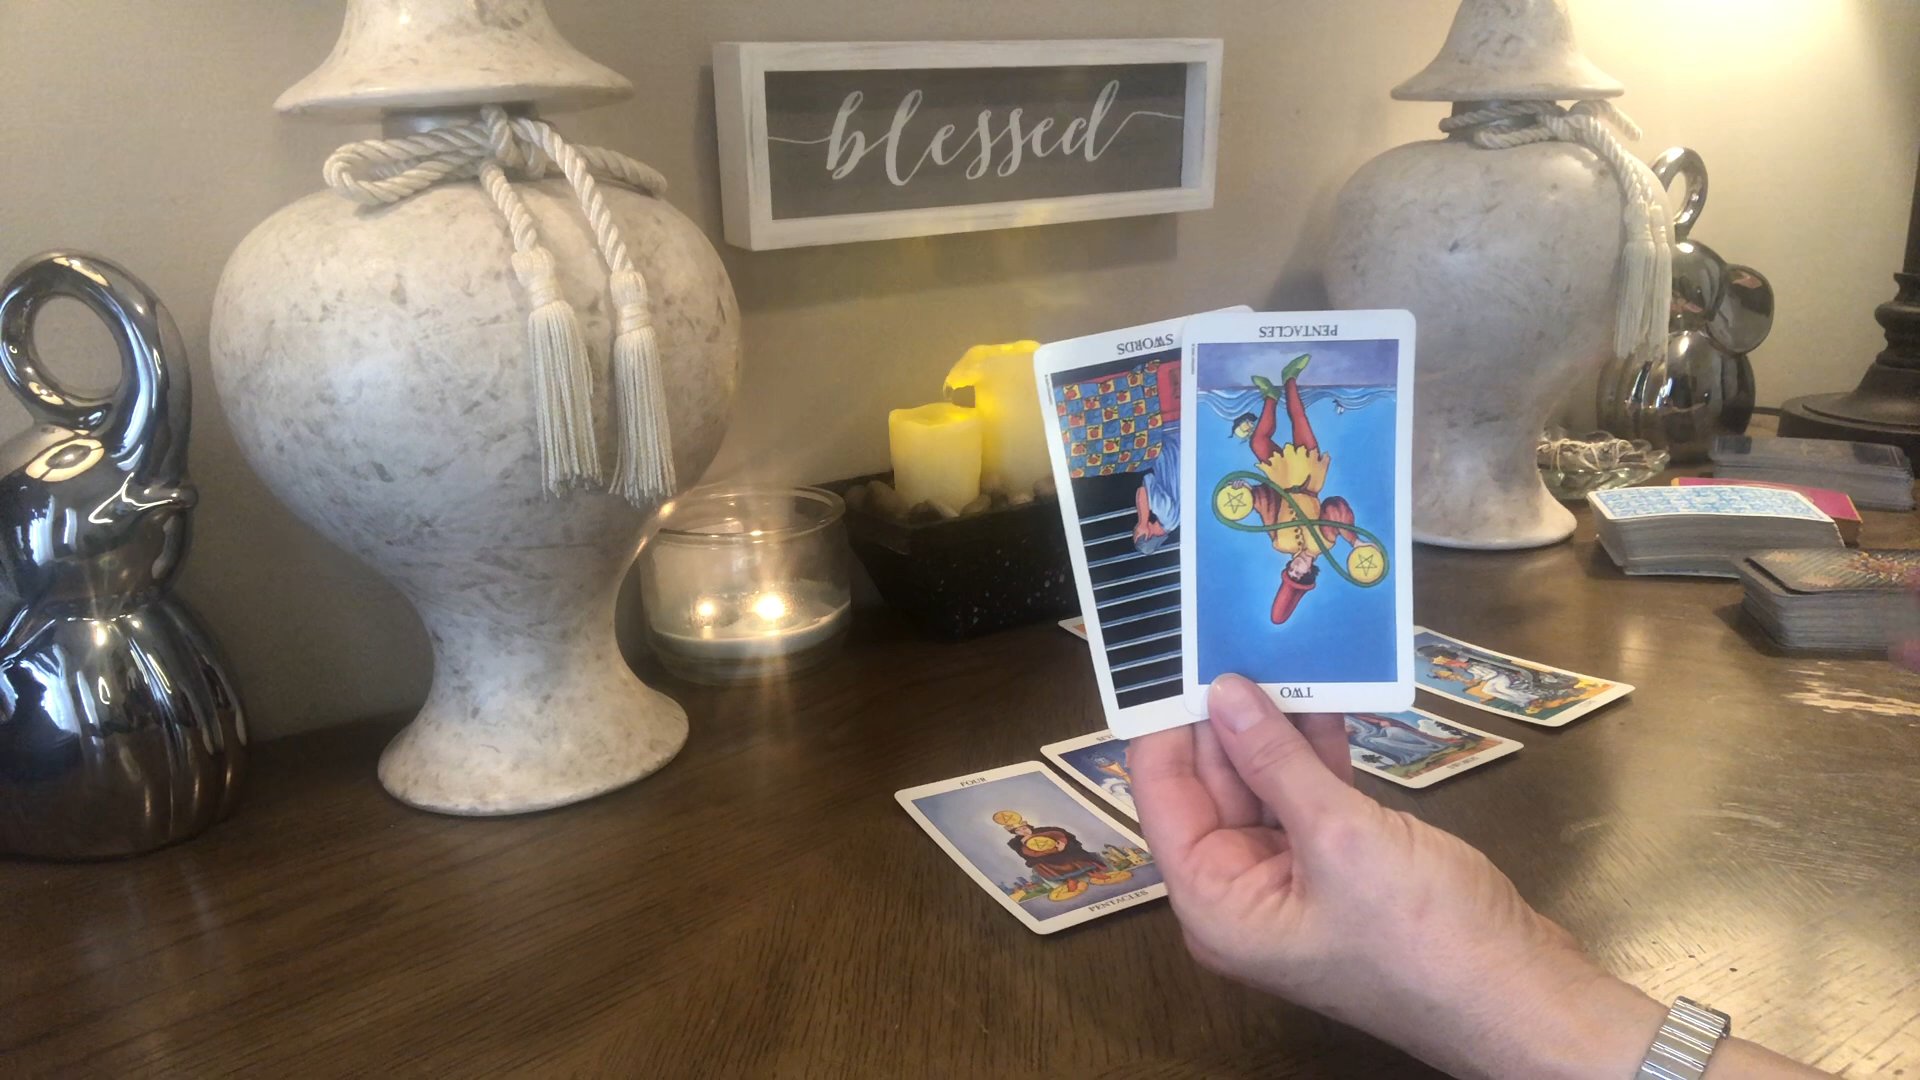 blessed
SWORDS
PENTACLES
TWO
FOUR
PENTACLES